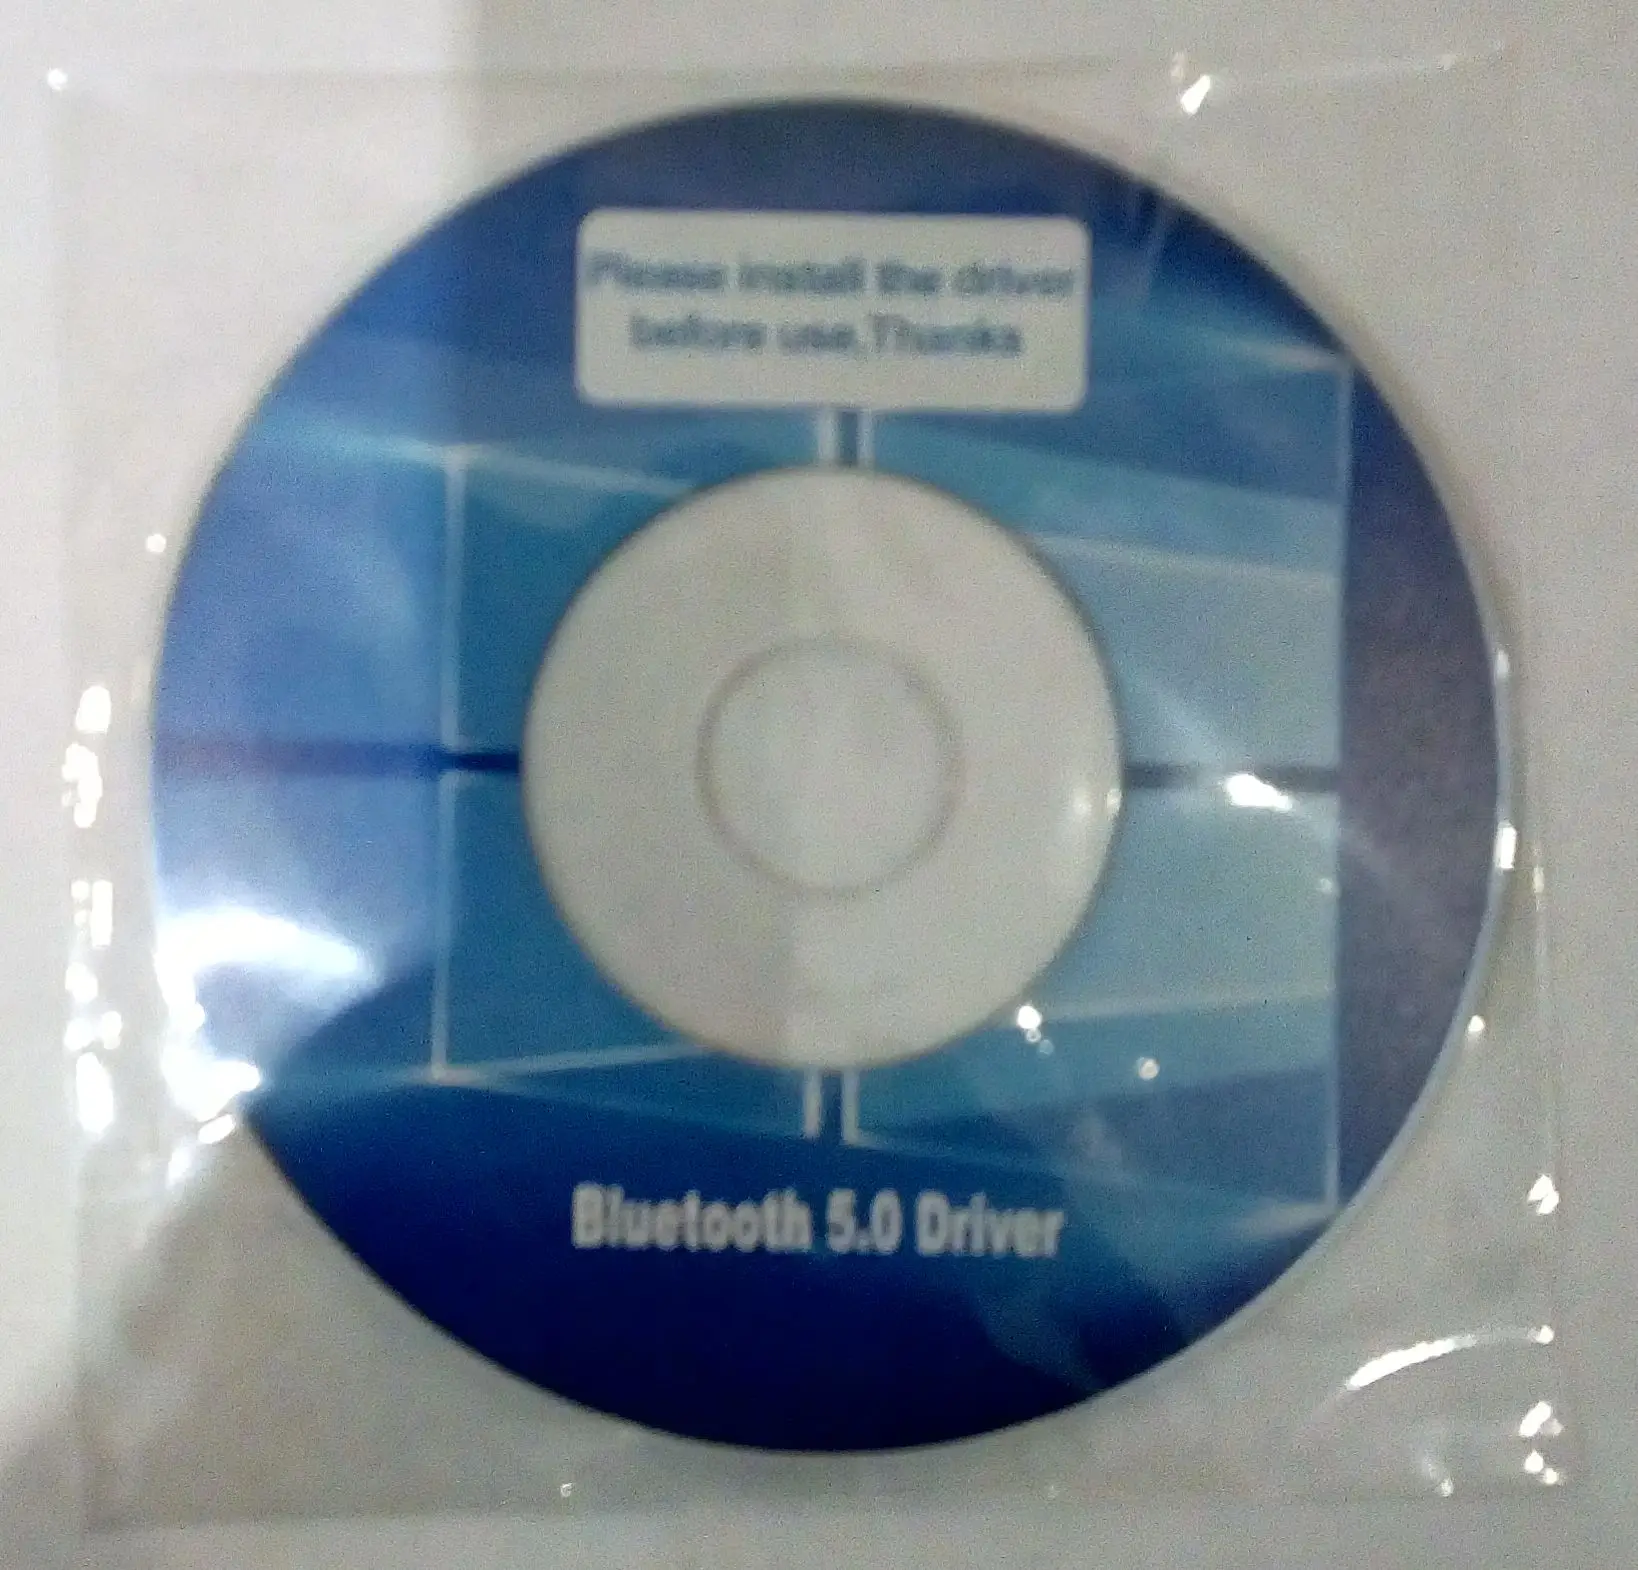 Please install the driver
before use,Thanks
Bluetooth 5.0 Driver